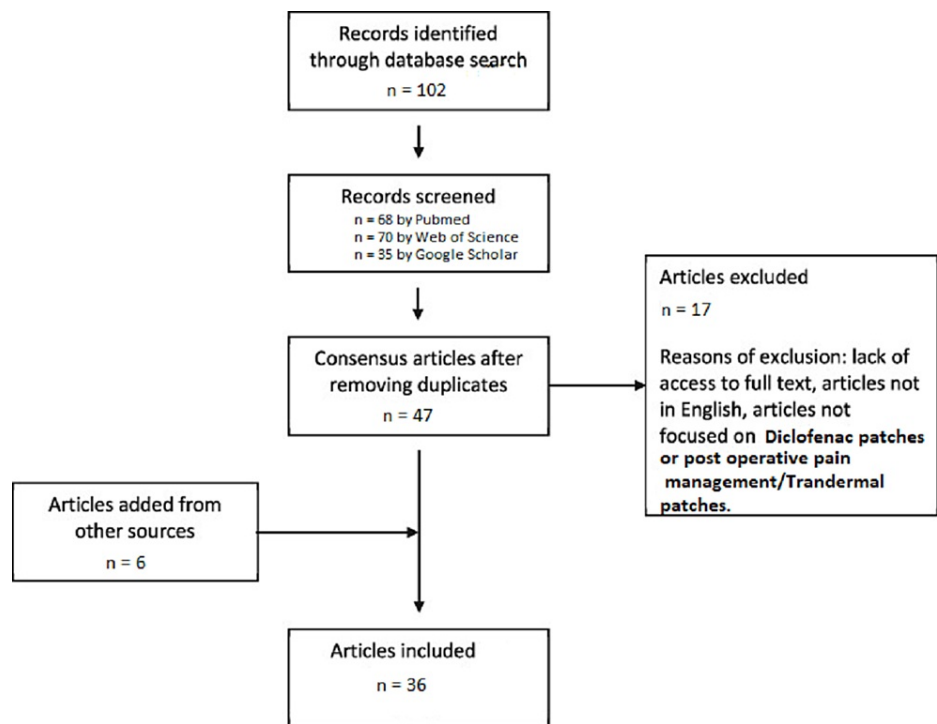 Records identified
through database search
n = 102
Records screened
n = 68 by Pubmed
n = 70 by Web of Science
n = 35 by Google Scholar
Consensus articles after
removing duplicates
n = 47
Articles excluded
n = 17
Reasons of exclusion: lack of
access to full text, articles not
in English, articles not
focused on Diclofenac patches
or post operative pain
management/Trandermal
patches.
Articles added from
other sources
n = 6
Articles included
n = 36